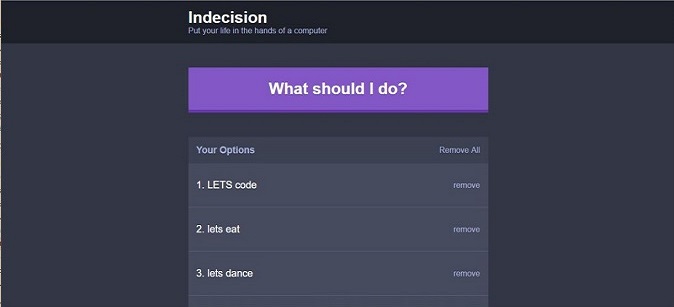 Indecision
Put your life in the hands of a computer
What should I do?
Your Options Remove All
1. LETS code remove
2. lets eat remove
3. lets dance remove